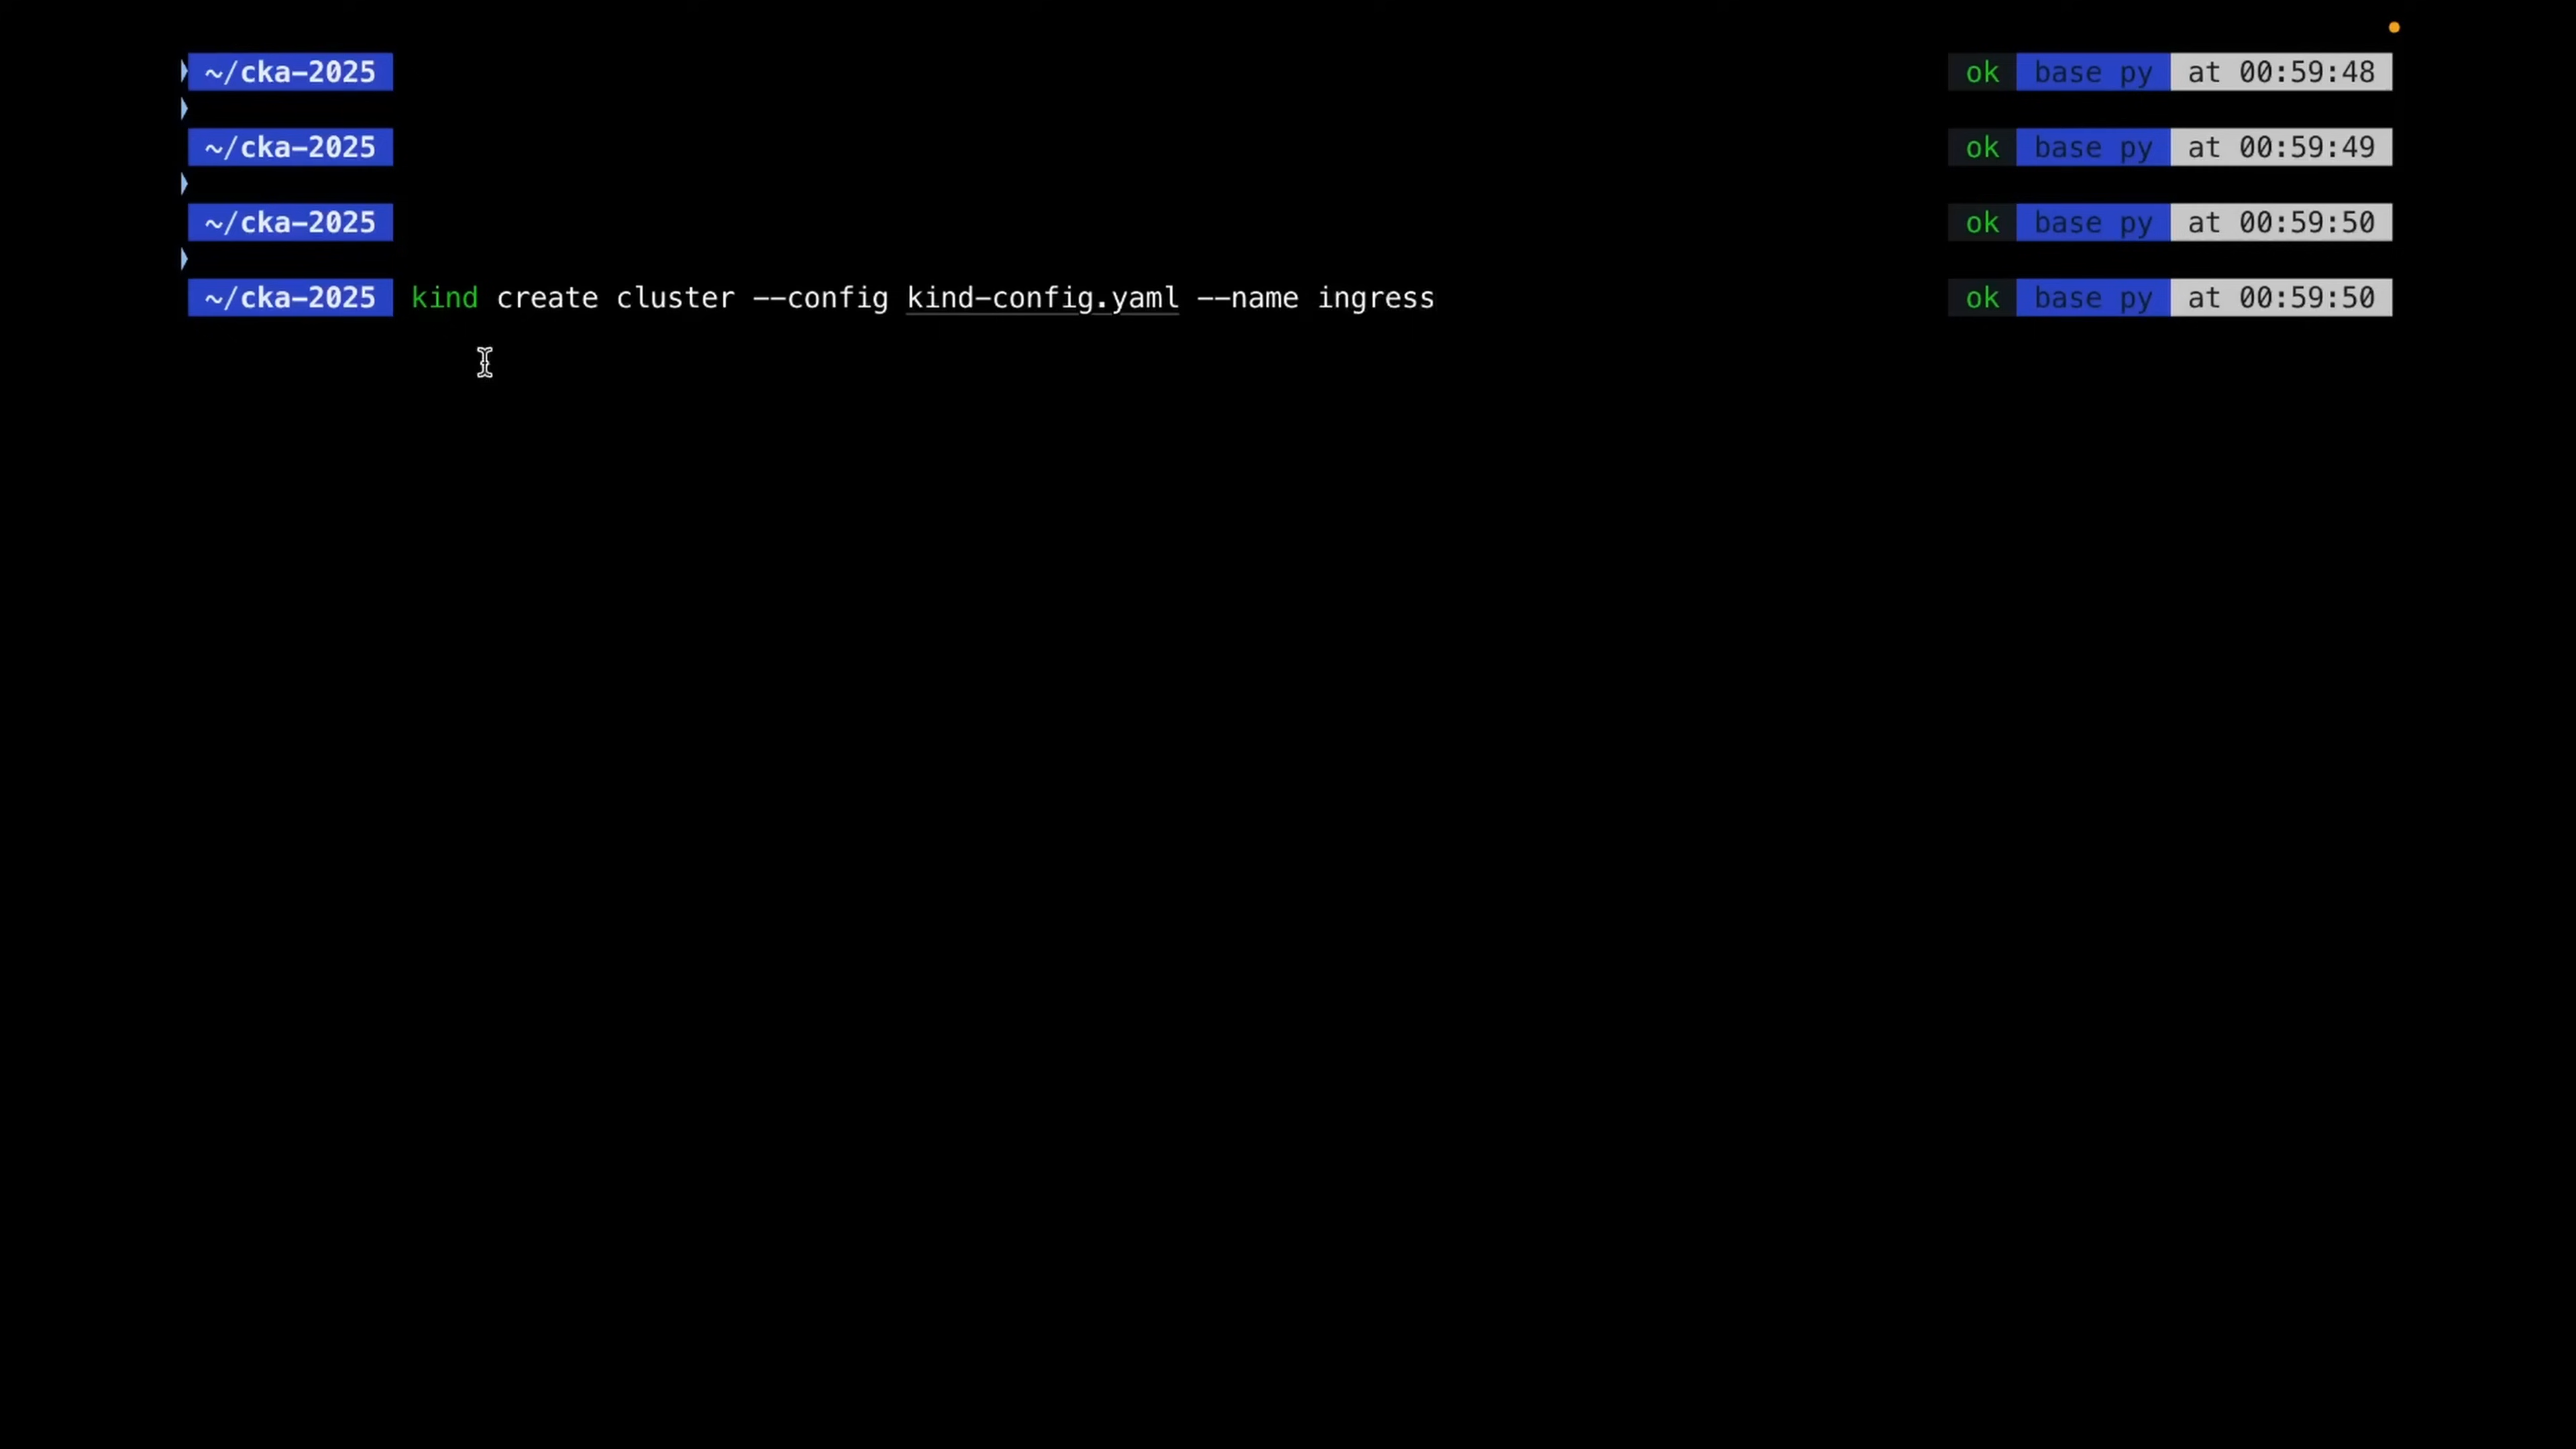 ~/cka-2025 ok base py at 00:59:48
~/cka-2025 ok base py at 00:59:49
~/cka-2025 ok base py at 00:59:50
~/cka-2025 kind create cluster --config kind-config.yaml --name ingress ok base py at 00:59:50